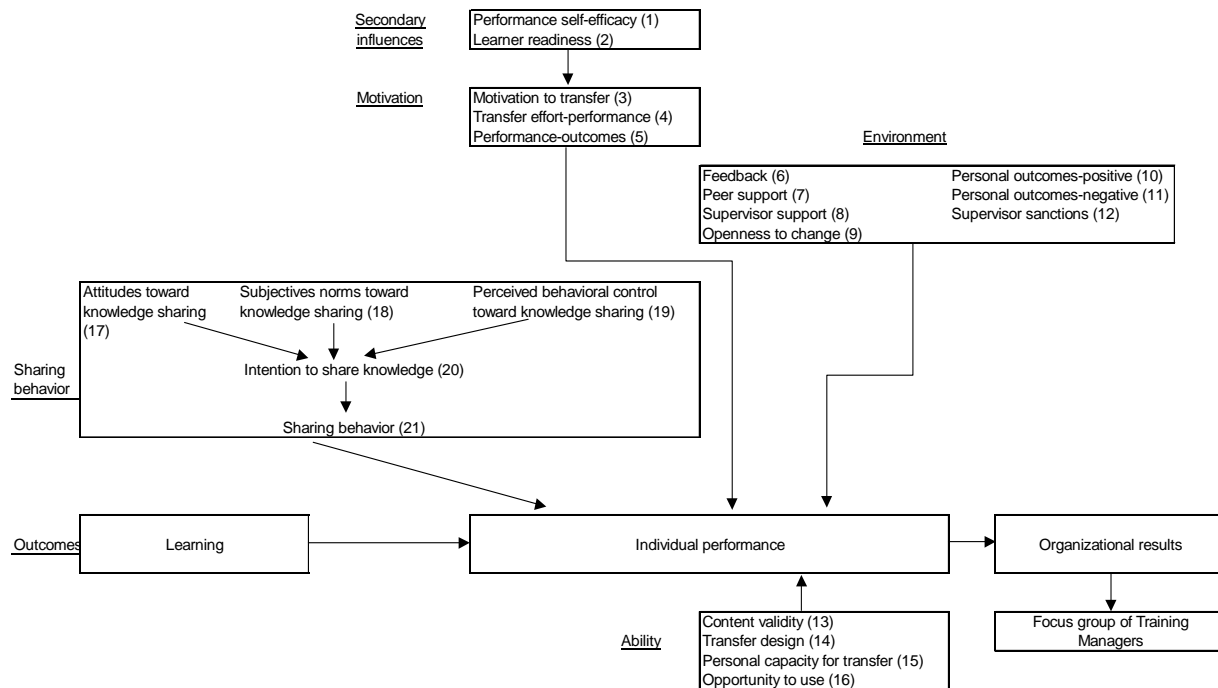 Secondary
influences
Performance self-efficacy (1)
Learner readiness (2)
Motivation
Motivation to transfer (3)
Transfer effort-performance (4)
Performance-outcomes (5)
Environment
Feedback (6)
Peer support (7)
Supervisor support (8)
Openness to change (9)
Personal outcomes-positive (10)
Personal outcomes-negative (11)
Supervisor sanctions (12)
Attitudes toward
knowledge sharing
(17)
Subjectives norms toward
knowledge sharing (18)
Perceived behavioral control
toward knowledge sharing (19)
Sharing
behavior
Intention to share knowledge (20)
Sharing behavior (21)
Outcomes
Learning
Individual performance
Organizational results
Ability
Content validity (13)
Transfer design (14)
Personal capacity for transfer (15)
Opportunity to use (16)
Focus group of Training
Managers